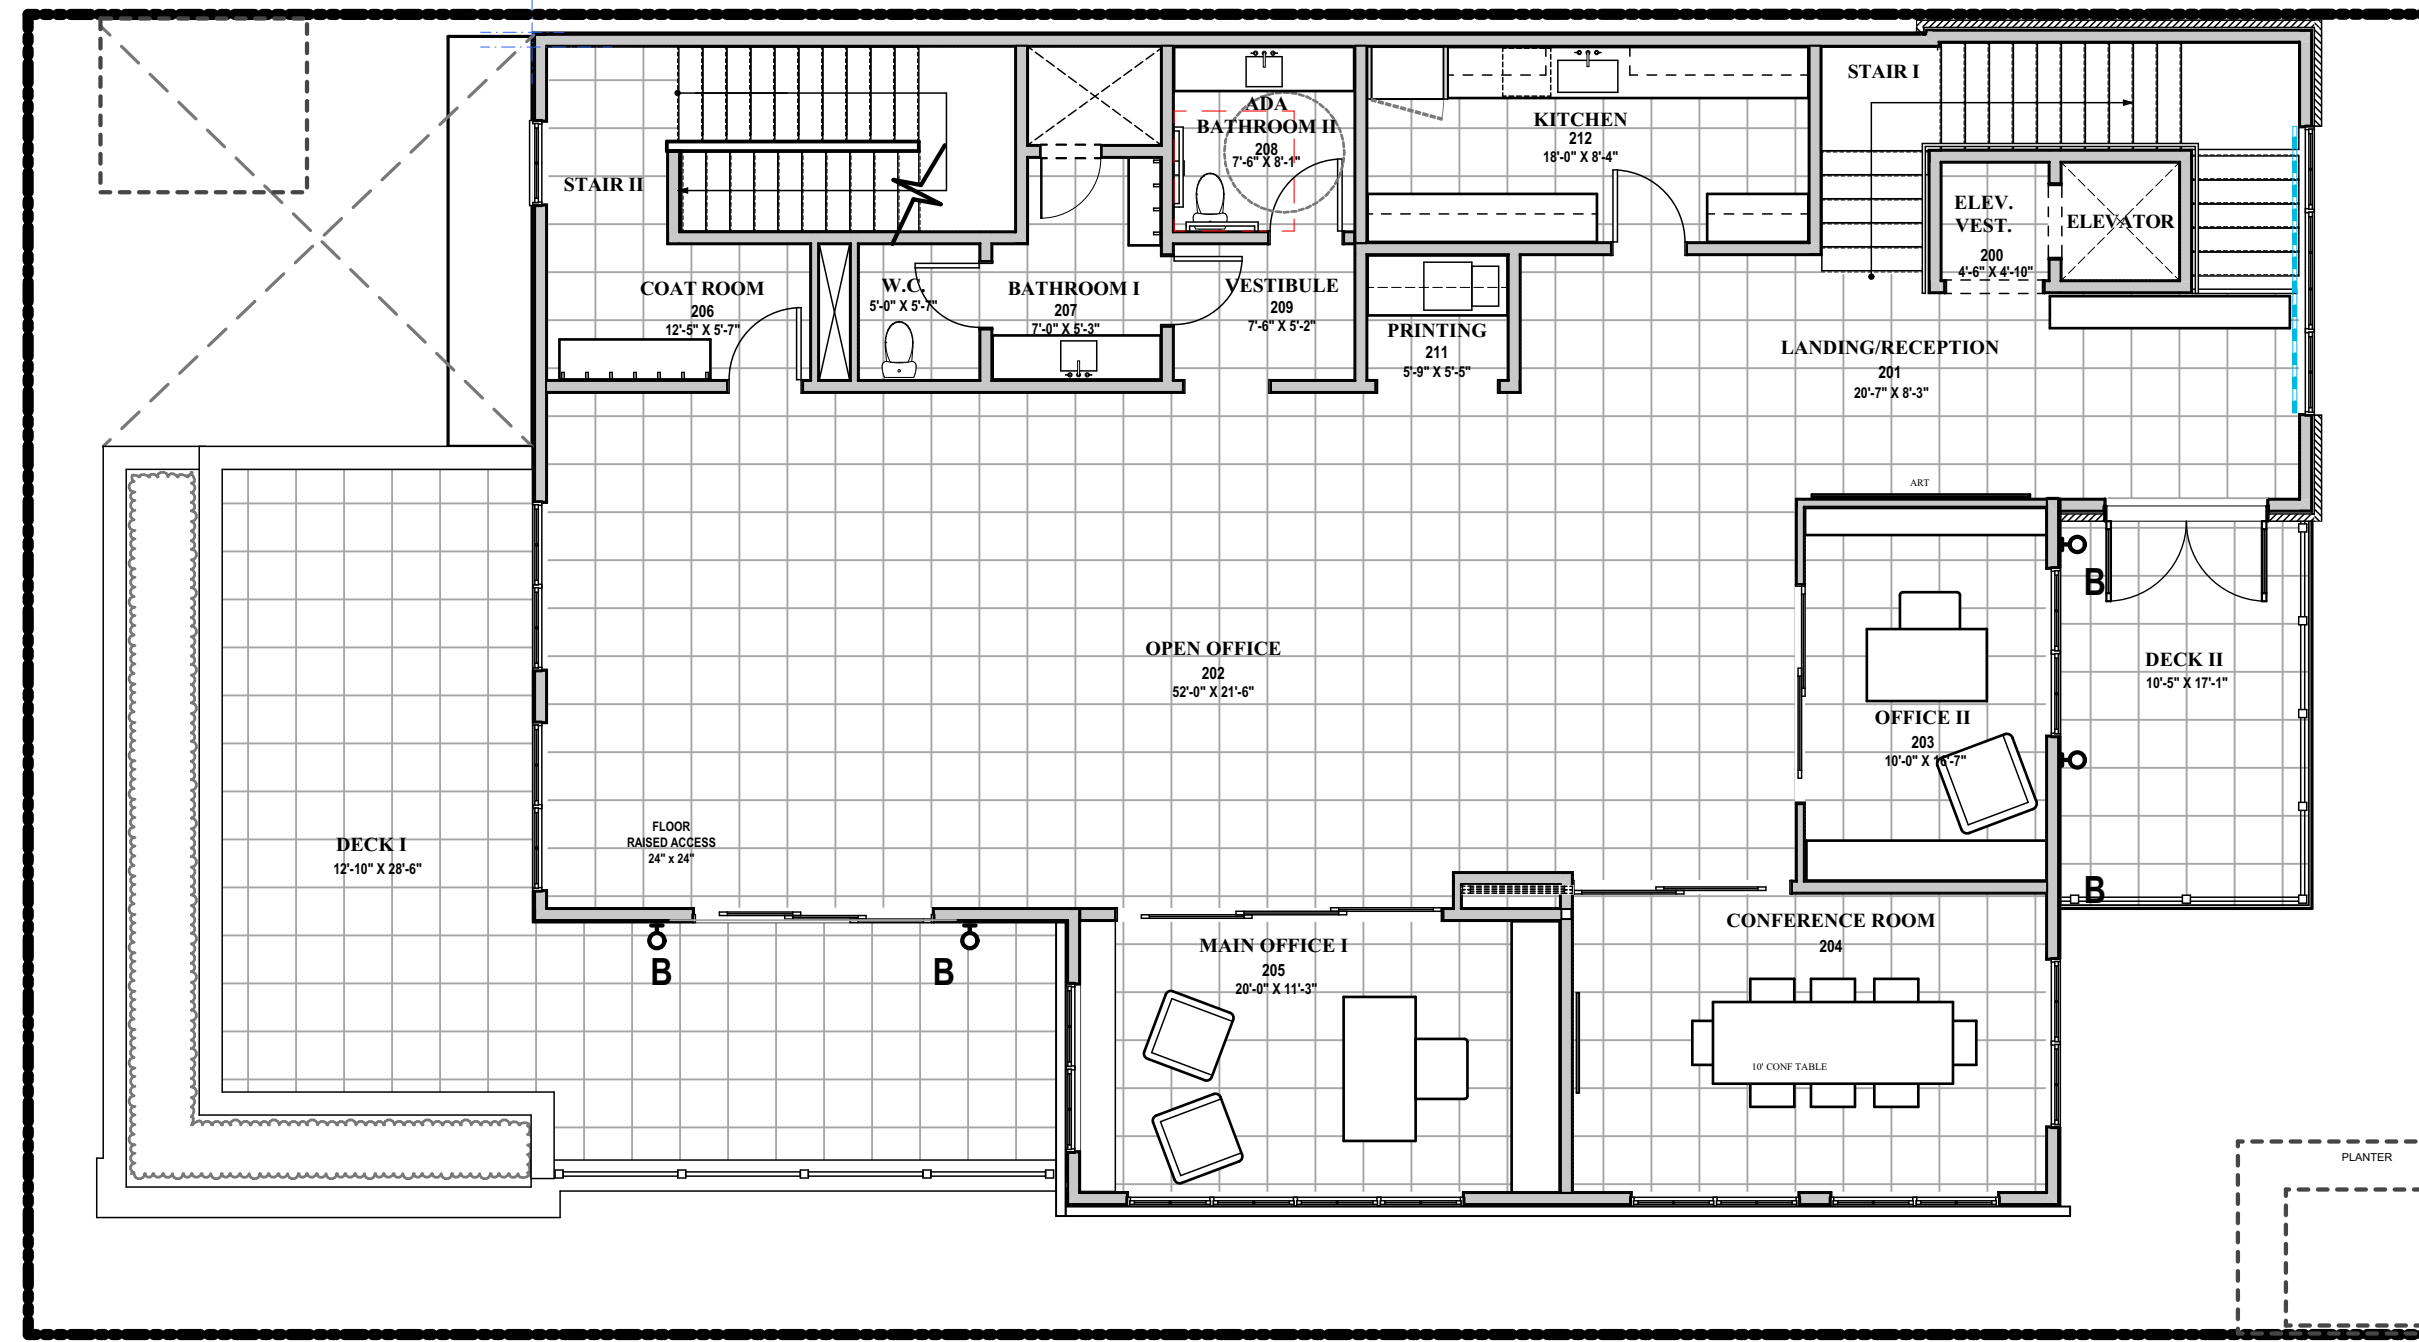 STAIR I
ADA
BATHROOM II
208
7'-6" X 8'-1"
KITCHEN
212
18'-0" X 8'-4"
STAIR II
ELEV.
VEST.
200
4'-6" X 4'-10"
ELEVATOR
COAT ROOM
206
12'-5" X 5'-7"
W.C.
5'-0" X 5'-7"
BATHROOM I
207
7'-0" X 5'-3"
VESTIBULE
209
7'-6" X 5'-2"
PRINTING
211
5'-9" X 5'-5"
LANDING/RECEPTION
201
20'-7" X 8'-3"
ART
B
OPEN OFFICE
202
52'-0" X 21'-6"
DECK II
10'-5" X 17'-1"
OFFICE II
203
10'-0" X 16'-7"
FLOOR
RAISED ACCESS
24" x 24"
DECK I
12'-10" X 28'-6"
B
MAIN OFFICE I
205
20'-0" X 11'-3"
CONFERENCE ROOM
204
B
B
10' CONF TABLE
PLANTER